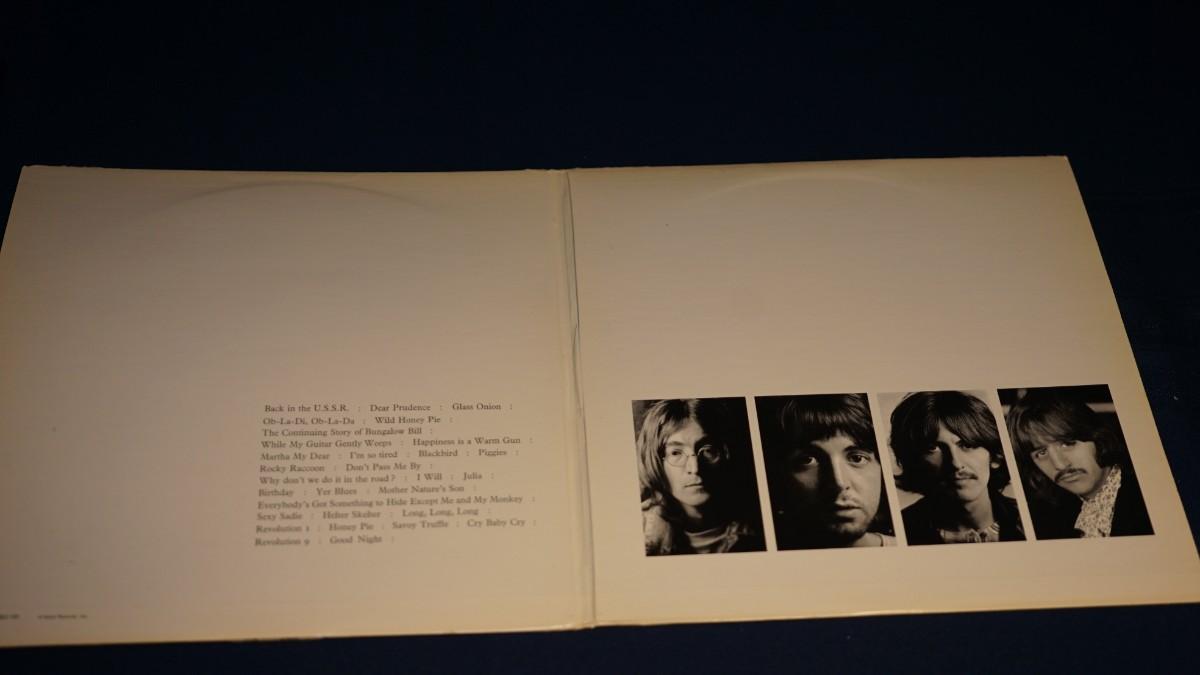 Back in the U.S.S.R. : Dear Prudence : Glass Onion :
Ob-La-Di, Ob-La-Da : Wild Honey Pie :
The Continuing Story of Bungalow Bill :
While My Guitar Gently Weeps : Happiness is a Warm Gun :
Martha My Dear : I'm so tired : Blackbird : Piggies :
Rocky Raccoon : Don't Pass Me By :
Why don't we do it in the road? : I Will : Julia :
Birthday : Yer Blues : Mother Nature's Son :
Everybody's Got Something to Hide Except Me and My Monkey :
Sexy Sadie : Helter Skelter : Long, Long, Long :
Revolution 1 : Honey Pie : Savoy Truffle : Cry Baby Cry :
Revolution 9 : Good Night :